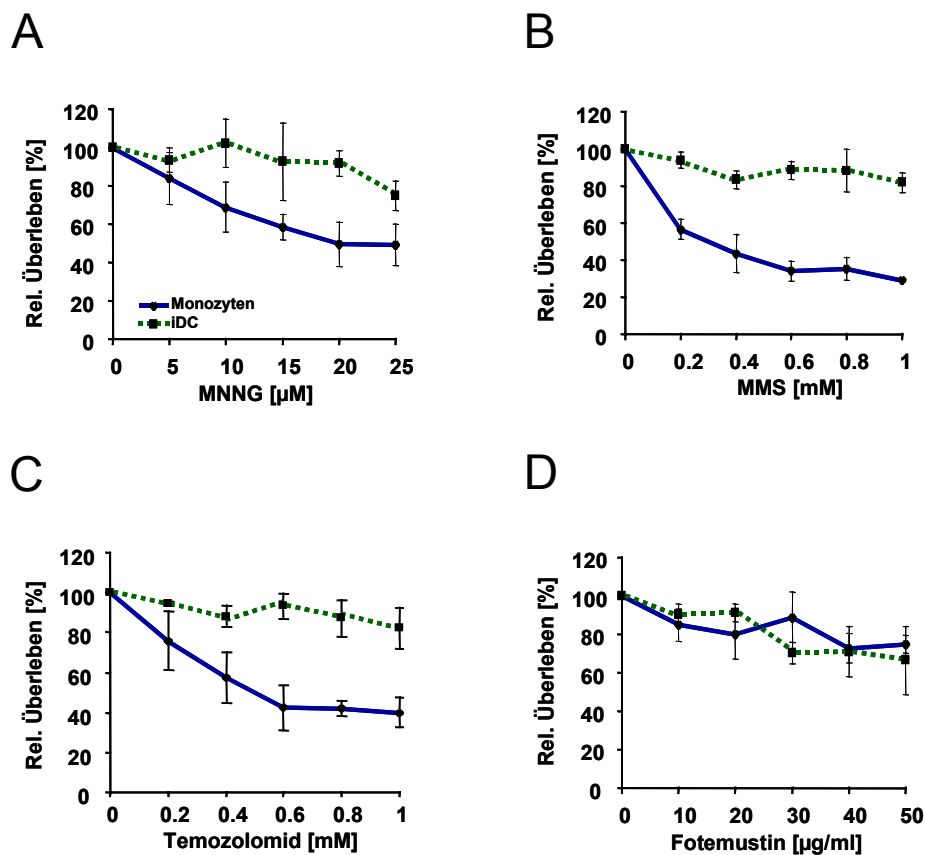 A
Rel. Überleben [%]
120
100
80
60
40
20
0
Monozyten
iDC
0 5 10 15 20 25
MNNG [µM]
B
Rel. Überleben [%]
120
100
80
60
40
20
0
0 0.2 0.4 0.6 0.8 1
MMS [mM]
C
Rel. Überleben [%]
120
100
80
60
40
20
0
0 0.2 0.4 0.6 0.8 1
Temozolomid [mM]
D
Rel. Überleben [%]
120
100
80
60
40
20
0
0 10 20 30 40 50
Fotemustin [µg/ml]